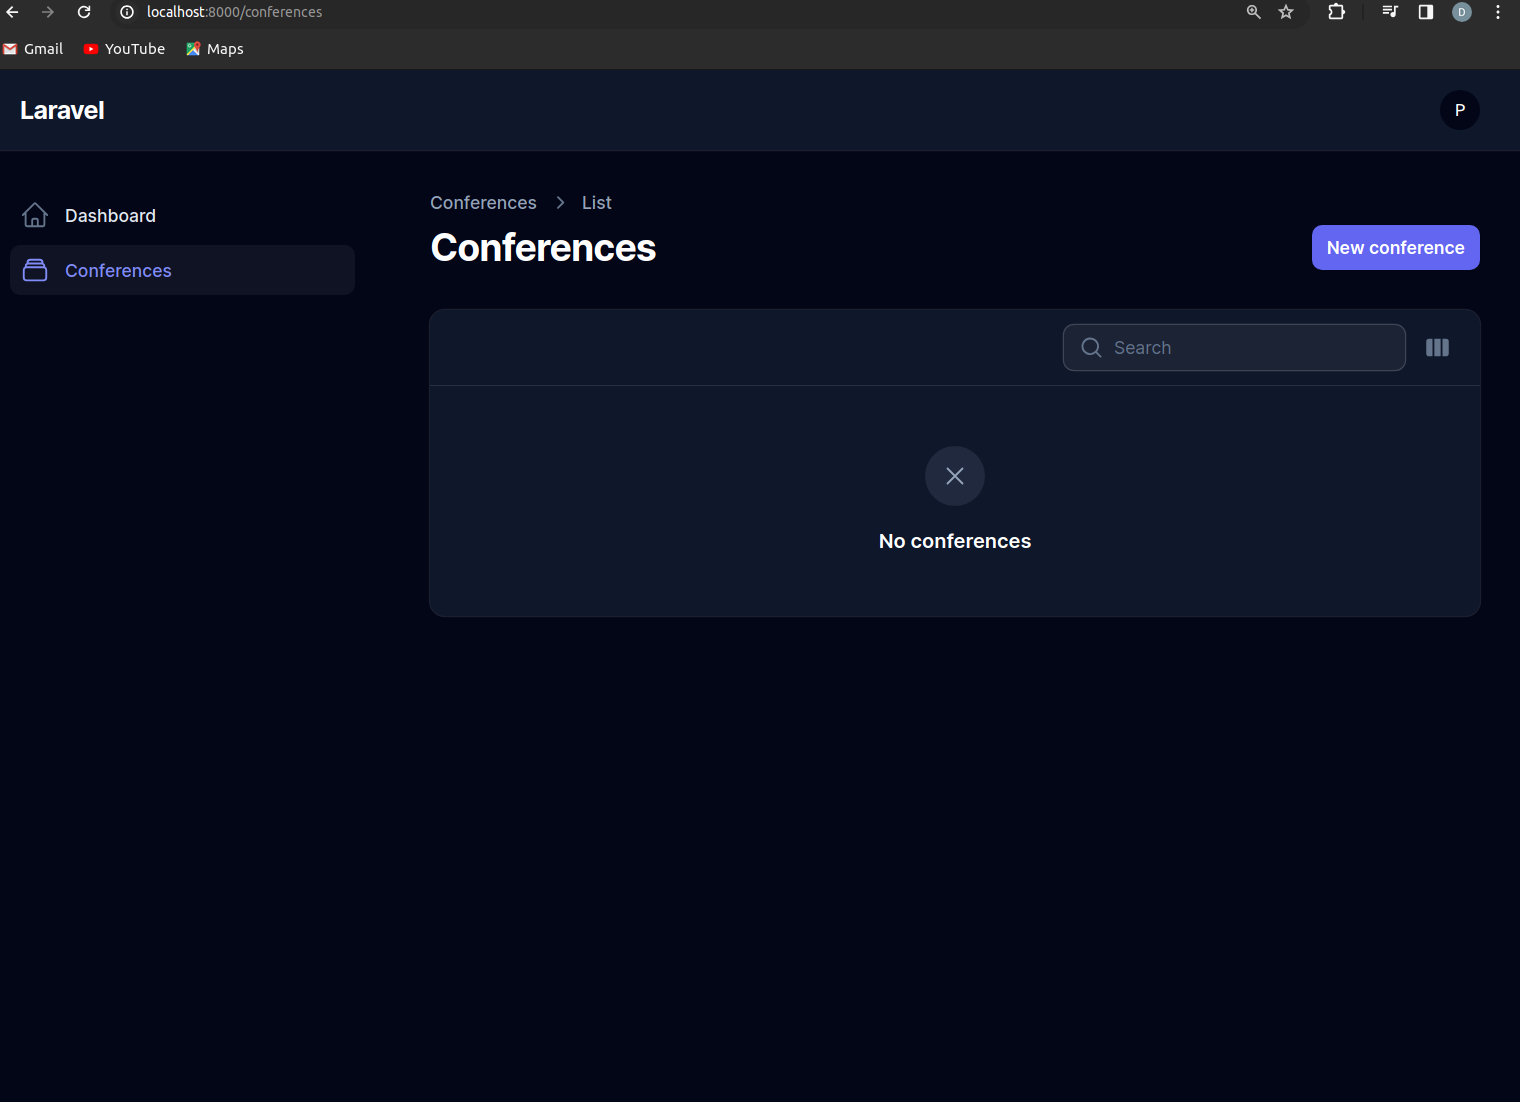 localhost:8000/conferences
D
Gmail YouTube Maps
Laravel
P
Dashboard
Conferences
Conferences List
Conferences
New conference
Search
No conferences